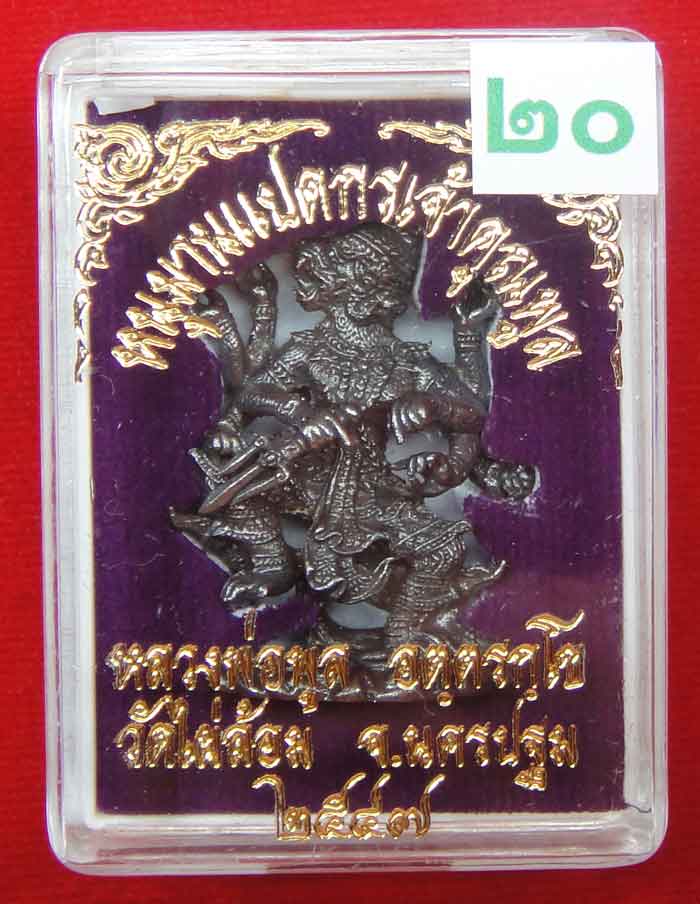 ๒๐
หนุมานแปดกรเจ้าคุณพูล
หลวงพ่อพูล อตฺตรกฺโข
วัดไผ่ล้อม จ.นครปฐม
๒๕๔๗